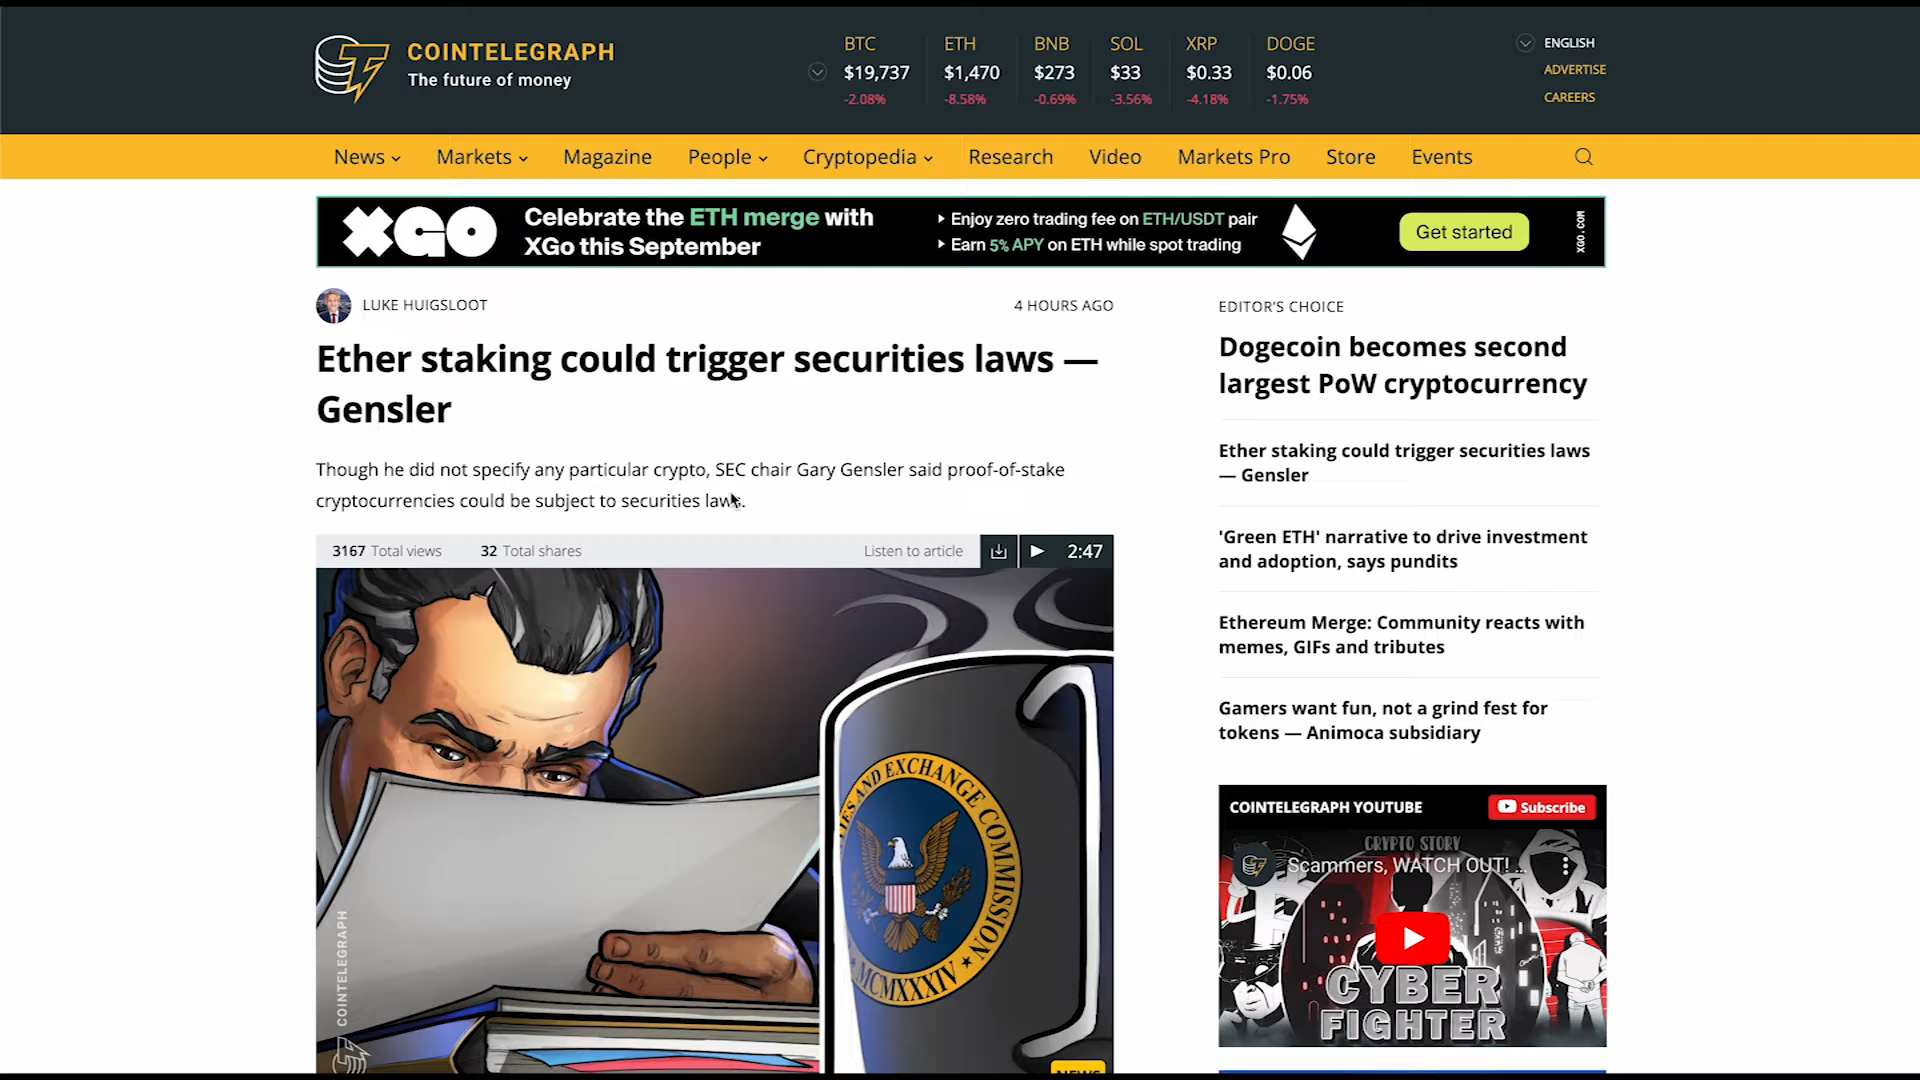 COINTELEGRAPH
The future of money
BTC
$19,737
-2.08%
ETH
$1,470
-8.58%
BNB
$273
-0.69%
SOL
$33
-3.56%
XRP
$0.33
-4.18%
DOGE
$0.06
-1.75%
ENGLISH
ADVERTISE
CAREERS
News
Markets
Magazine
People
Cryptopedia
Research
Video
Markets Pro
Store
Events
XGO
Celebrate the ETH merge with
XGo this September
Enjoy zero trading fee on ETH/USDT pair
Earn 5% APY on ETH while spot trading
Get started
XGO.COM
LUKE HUIGSLOOT
4 HOURS AGO
Ether staking could trigger securities laws —
Gensler
Though he did not specify any particular crypto, SEC chair Gary Gensler said proof-of-stake
cryptocurrencies could be subject to securities laws.
3167 Total views
32 Total shares
Listen to article
2:47
AND EXCHANGE COMMISSION
MCMXXXIV
COINTELEGRAPH
NEWS
EDITOR'S CHOICE
Dogecoin becomes second
largest PoW cryptocurrency
Ether staking could trigger securities laws
— Gensler
'Green ETH' narrative to drive investment
and adoption, says pundits
Ethereum Merge: Community reacts with
memes, GIFs and tributes
Gamers want fun, not a grind fest for
tokens — Animoca subsidiary
COINTELEGRAPH YOUTUBE
Subscribe
CRYPTO STORY
Scammers, WATCH OUT! ...
CYBER
FIGHTER